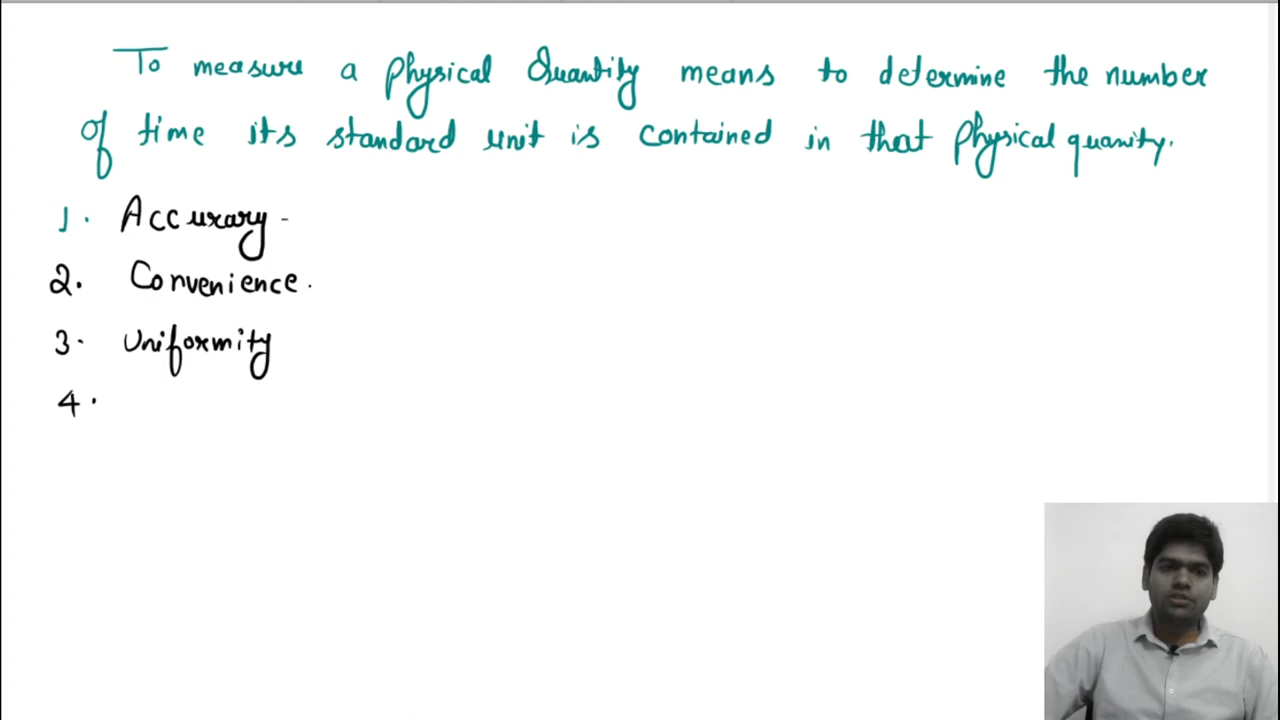 To measure a physical Quantity means to determine the number
of time its standard unit is contained in that physical quanity.
1. Accurary -
2. Convenience.
3. Uniformity
4.